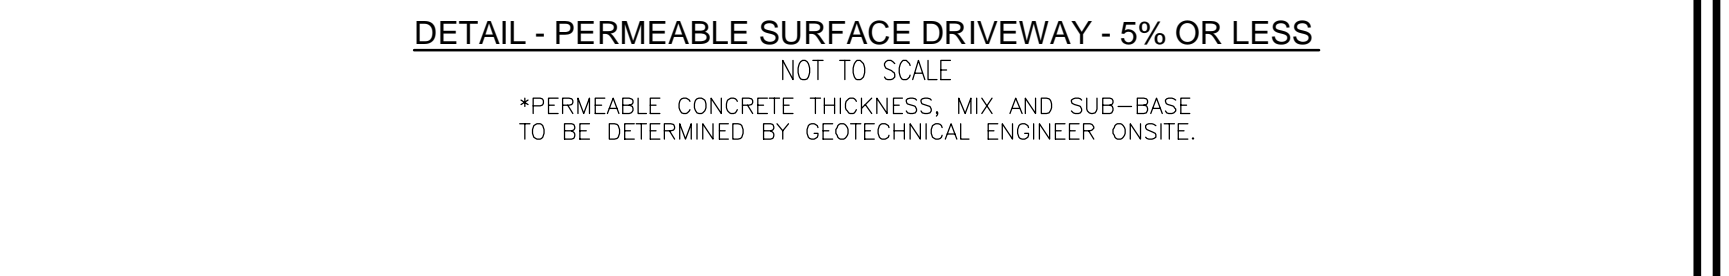 DETAIL - PERMEABLE SURFACE DRIVEWAY - 5% OR LESS
NOT TO SCALE
*PERMEABLE CONCRETE THICKNESS, MIX AND SUB-BASE
TO BE DETERMINED BY GEOTECHNICAL ENGINEER ONSITE.